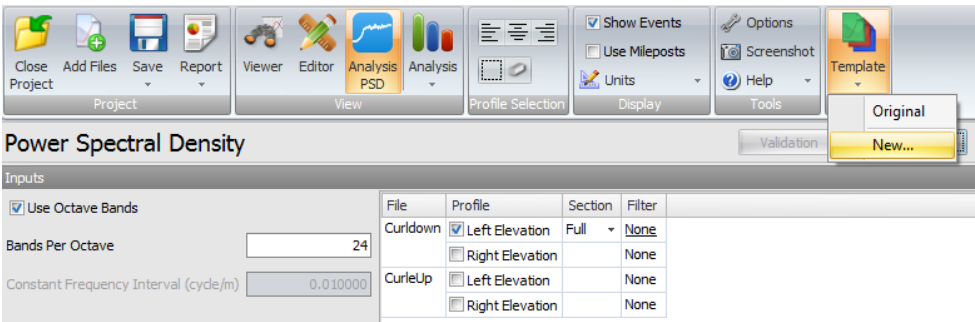 Close Project
Add Files
Save
Report
Viewer
Editor
Analysis PSD
Analysis
Show Events
Use Mileposts
Units
Options
Screenshot
Help
Template
Project
View
Profile Selection
Display
Tools
Original
New...
Power Spectral Density
Validation
Inputs
Use Octave Bands
Bands Per Octave 24
Constant Frequency Interval (cycle/m) 0.010000
File Profile Section Filter
Curldown Left Elevation Full None
Right Elevation None
CurleUp Left Elevation None
Right Elevation None